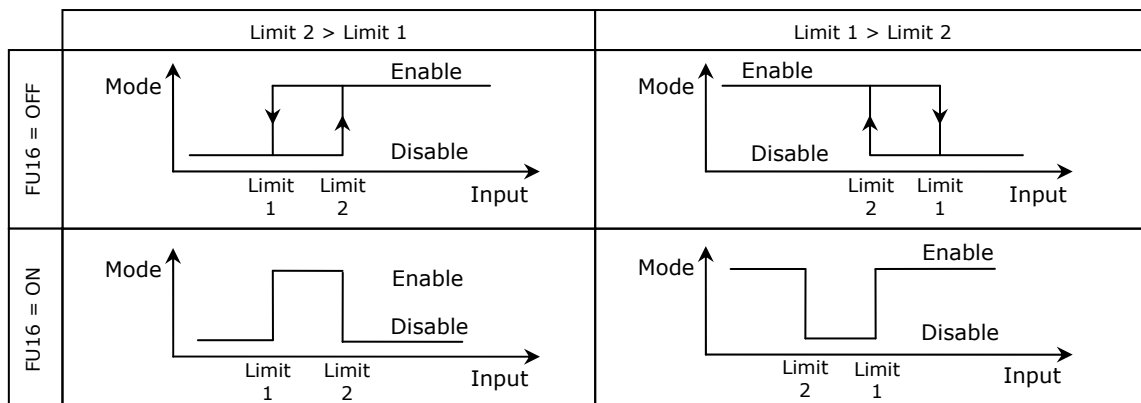 Limit 2 > Limit 1
Limit 1 > Limit 2
FU16 = OFF
Mode
Enable
Disable
Limit
1
Limit
2
Input
Mode
Enable
Disable
Limit
2
Limit
1
Input
FU16 = ON
Mode
Enable
Disable
Limit
1
Limit
2
Input
Mode
Enable
Disable
Limit
2
Limit
1
Input